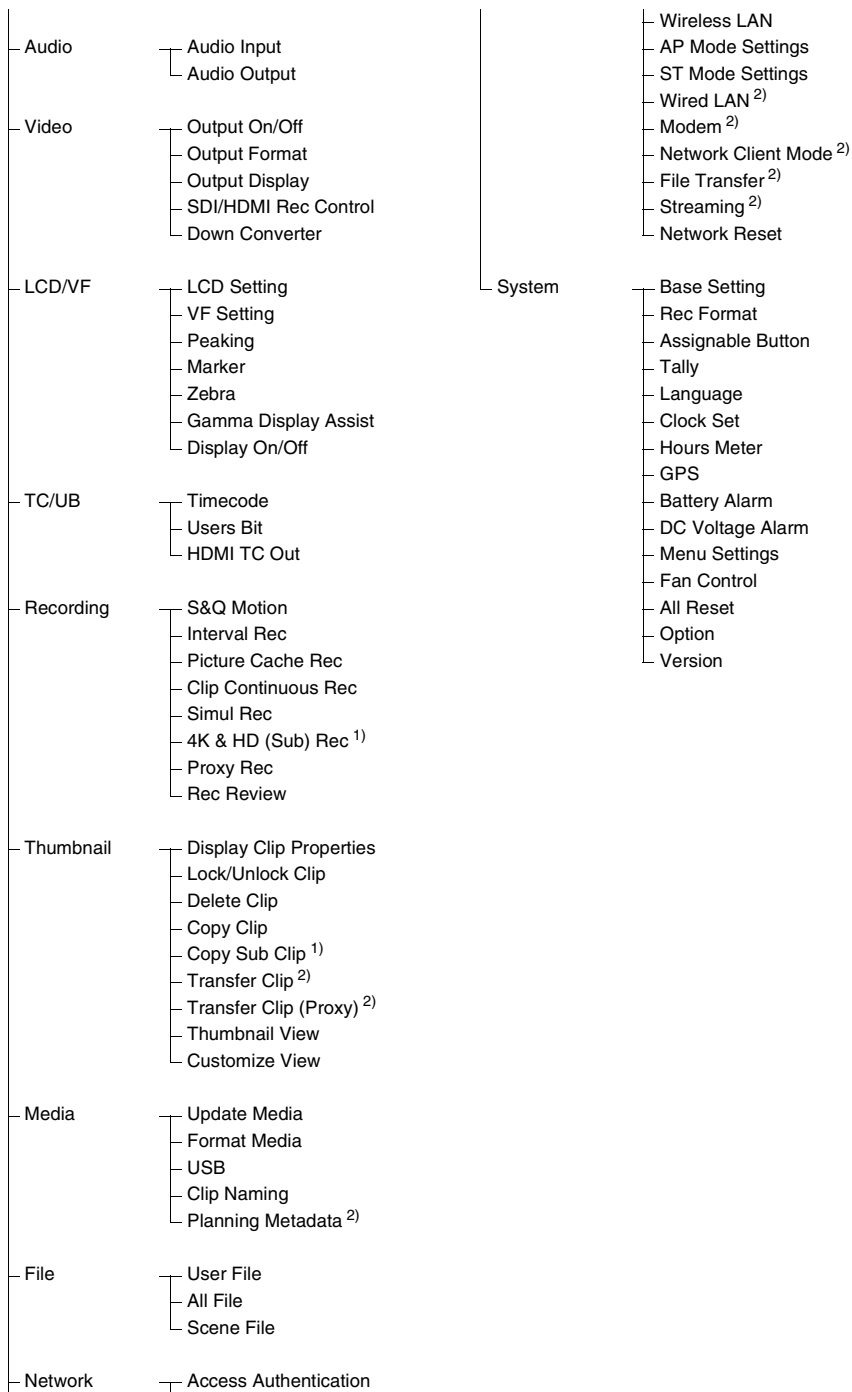 Audio
Audio Input
Audio Output
Video
Output On/Off
Output Format
Output Display
SDI/HDMI Rec Control
Down Converter
LCD/VF
LCD Setting
VF Setting
Peaking
Marker
Zebra
Gamma Display Assist
Display On/Off
TC/UB
Timecode
Users Bit
HDMI TC Out
Recording
S&Q Motion
Interval Rec
Picture Cache Rec
Clip Continuous Rec
Simul Rec
4K & HD (Sub) Rec 1)
Proxy Rec
Rec Review
Thumbnail
Display Clip Properties
Lock/Unlock Clip
Delete Clip
Copy Clip
Copy Sub Clip 1)
Transfer Clip 2)
Transfer Clip (Proxy) 2)
Thumbnail View
Customize View
Media
Update Media
Format Media
USB
Clip Naming
Planning Metadata 2)
File
User File
All File
Scene File
Network
Access Authentication
Wireless LAN
AP Mode Settings
ST Mode Settings
Wired LAN 2)
Modem 2)
Network Client Mode 2)
File Transfer 2)
Streaming 2)
Network Reset
System
Base Setting
Rec Format
Assignable Button
Tally
Language
Clock Set
Hours Meter
GPS
Battery Alarm
DC Voltage Alarm
Menu Settings
Fan Control
All Reset
Option
Version